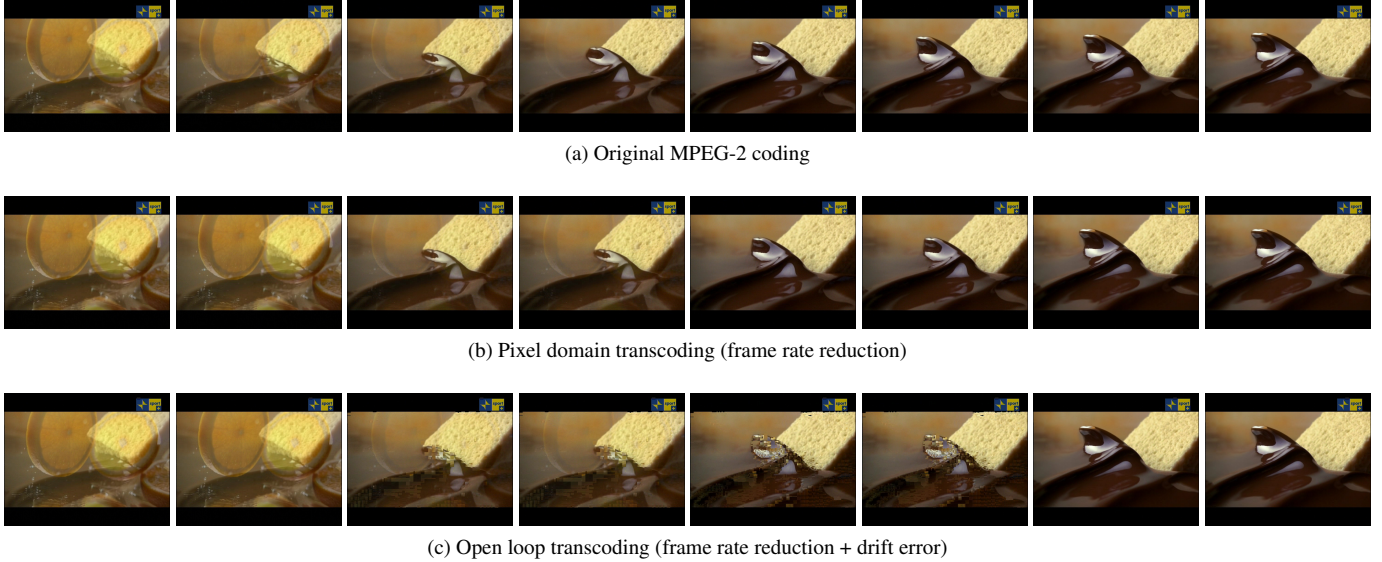 (a) Original MPEG-2 coding
(b) Pixel domain transcoding (frame rate reduction)
(c) Open loop transcoding (frame rate reduction + drift error)